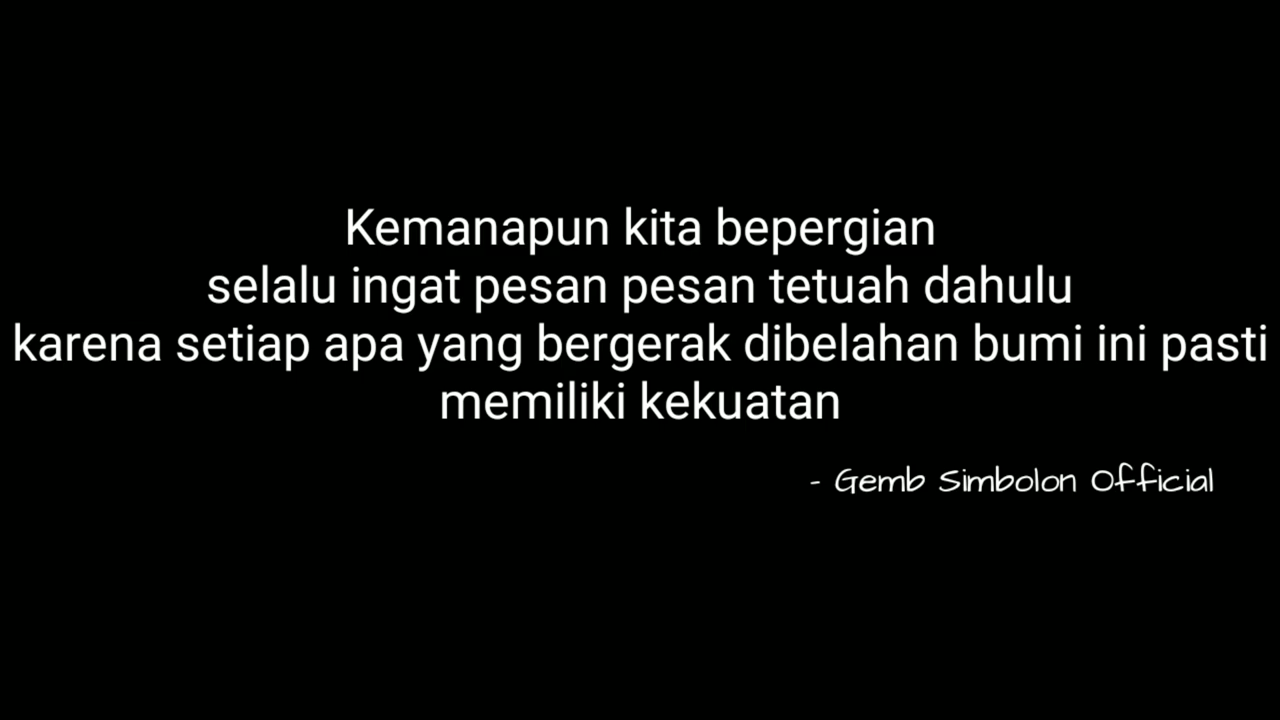 Kemanapun kita bepergian
selalu ingat pesan pesan tetuah dahulu
karena setiap apa yang bergerak dibelahan bumi ini pasti
memiliki kekuatan
- Gemb Simbolon Official